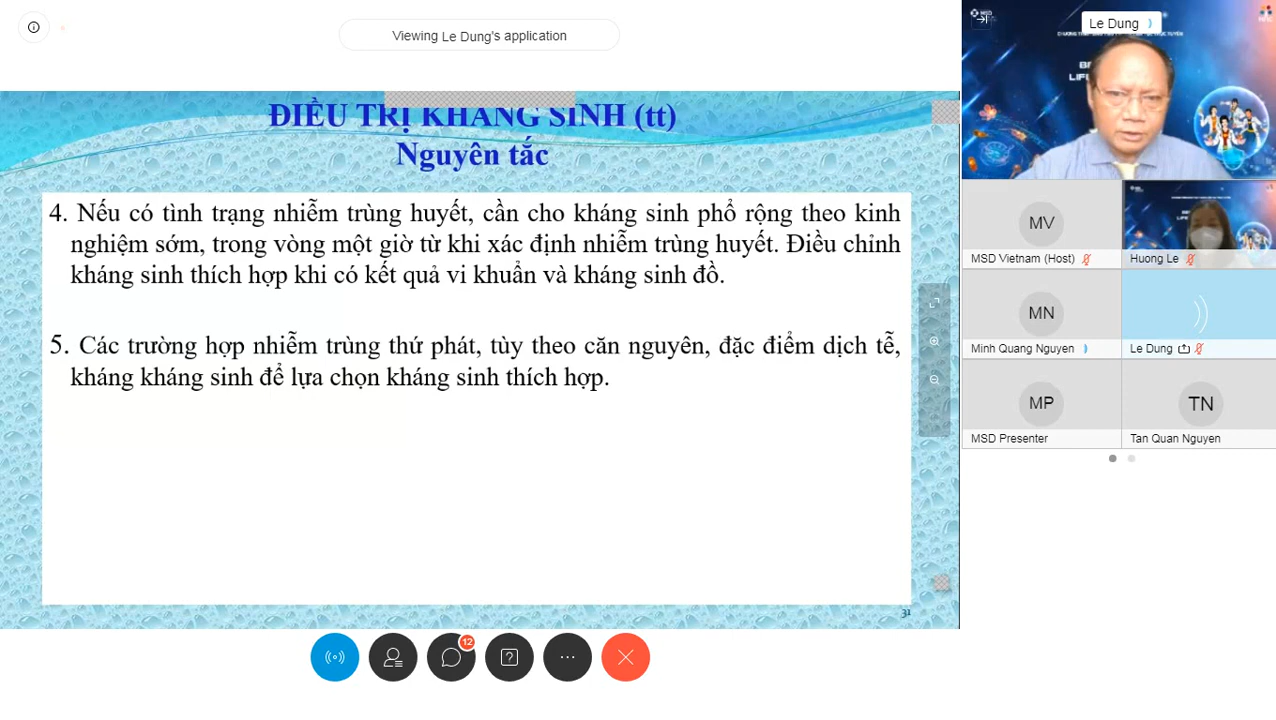 Viewing Le Dung's application
ĐIỀU TRỊ KHÁNG SINH (tt)
Nguyên tắc
4. Nếu có tình trạng nhiễm trùng huyết, cần cho kháng sinh phổ rộng theo kinh
nghiệm sớm, trong vòng một giờ từ khi xác định nhiễm trùng huyết. Điều chỉnh
kháng sinh thích hợp khi có kết quả vi khuẩn và kháng sinh đồ.
5. Các trường hợp nhiễm trùng thứ phát, tùy theo căn nguyên, đặc điểm dịch tễ,
kháng kháng sinh để lựa chọn kháng sinh thích hợp.
31
12
Le Dung
MV
MSD Vietnam (Host)
Huong Le
MN
Minh Quang Nguyen
Le Dung
MP
MSD Presenter
TN
Tan Quan Nguyen